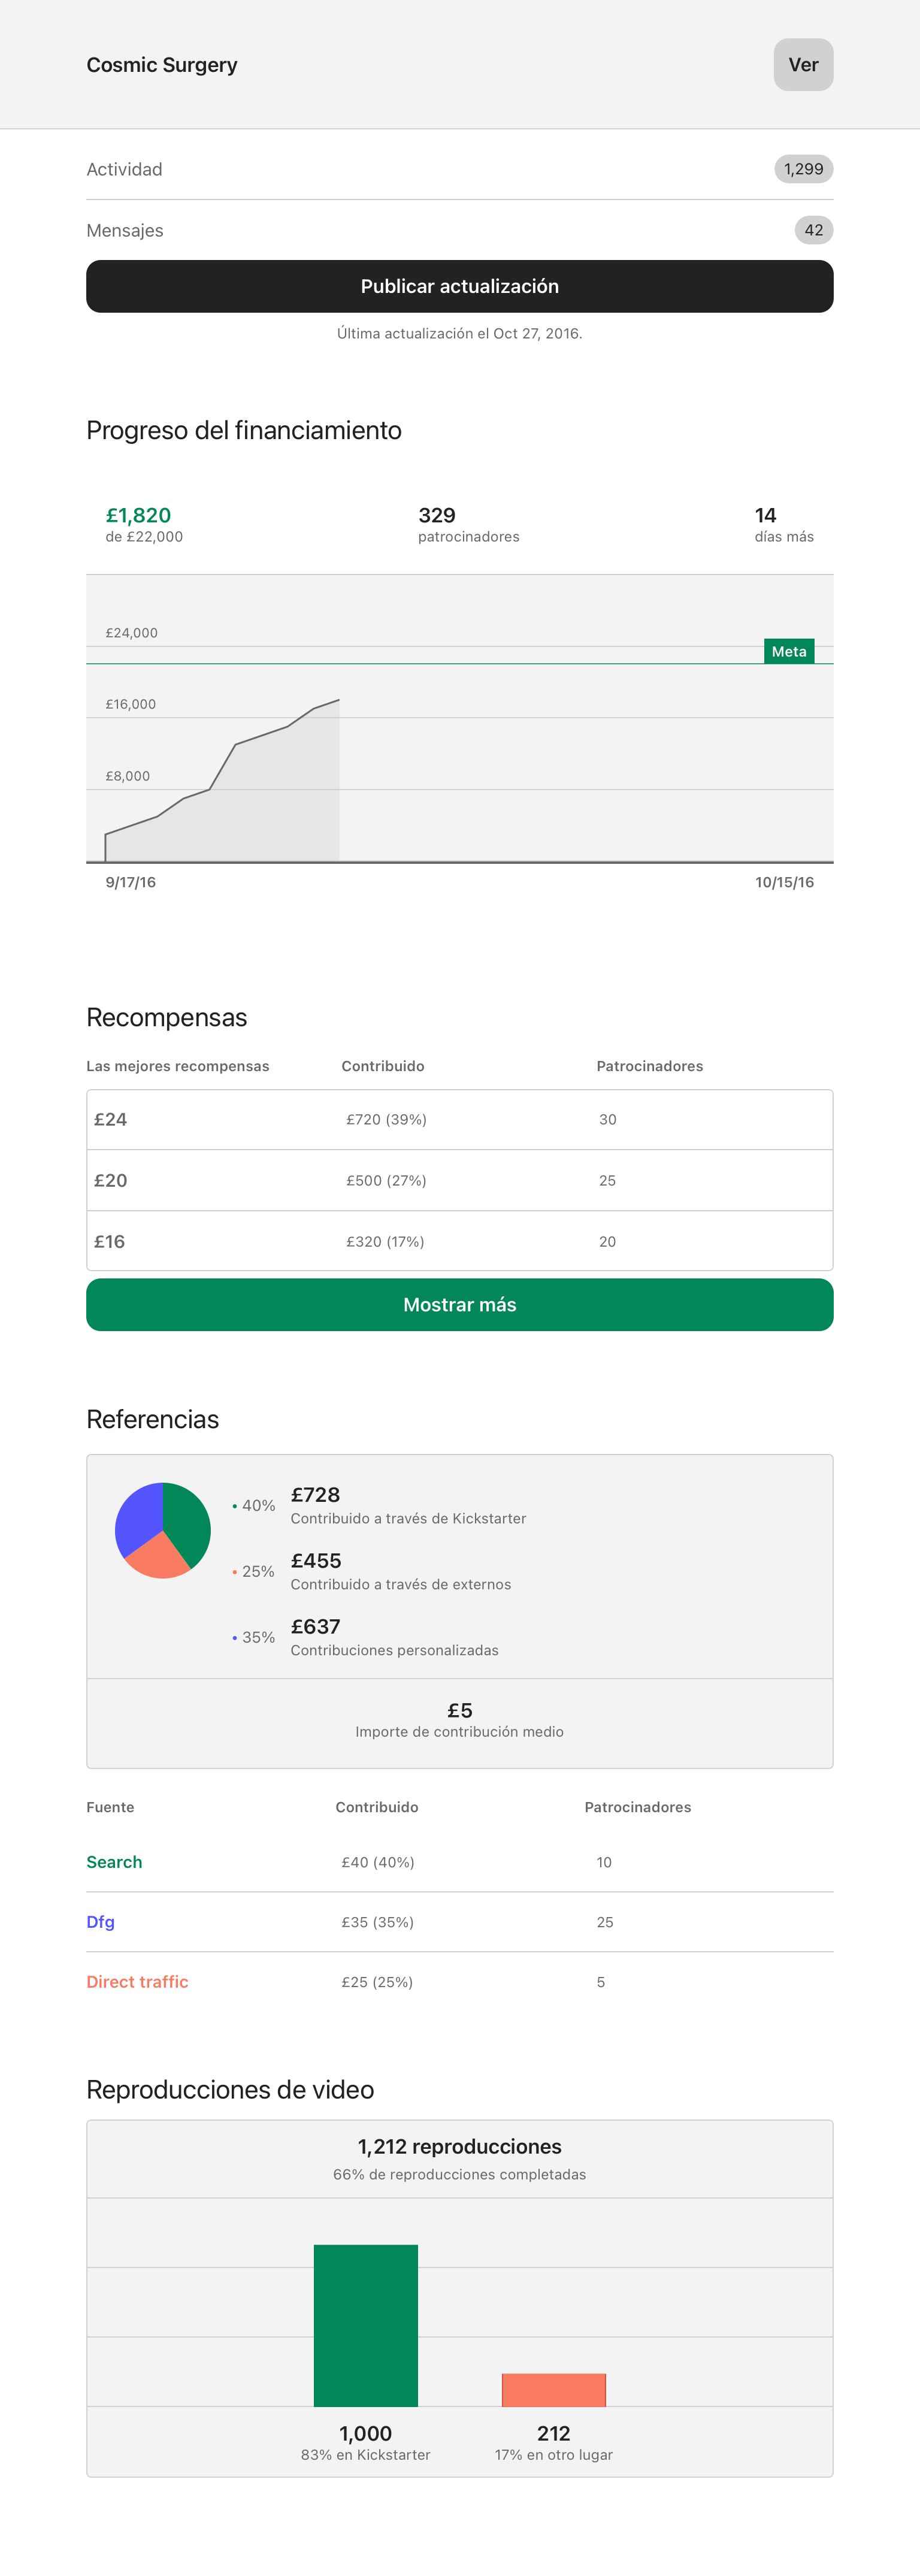 Cosmic Surgery
Ver
Actividad
1,299
Mensajes
42
Publicar actualización
Última actualización el Oct 27, 2016.
Progreso del financiamiento
£1,820
de £22,000
329
patrocinadores
14
días más
£24,000
Meta
£16,000
£8,000
9/17/16
10/15/16
Recompensas
Las mejores recompensas Contribuido Patrocinadores
£24 £720 (39%) 30
£20 £500 (27%) 25
£16 £320 (17%) 20
Mostrar más
Referencias
• 40% £728
Contribuido a través de Kickstarter
• 25% £455
Contribuido a través de externos
• 35% £637
Contribuciones personalizadas
£5
Importe de contribución medio
Fuente Contribuido Patrocinadores
Search £40 (40%) 10
Dfg £35 (35%) 25
Direct traffic £25 (25%) 5
Reproducciones de video
1,212 reproducciones
66% de reproducciones completadas
1,000
83% en Kickstarter
212
17% en otro lugar